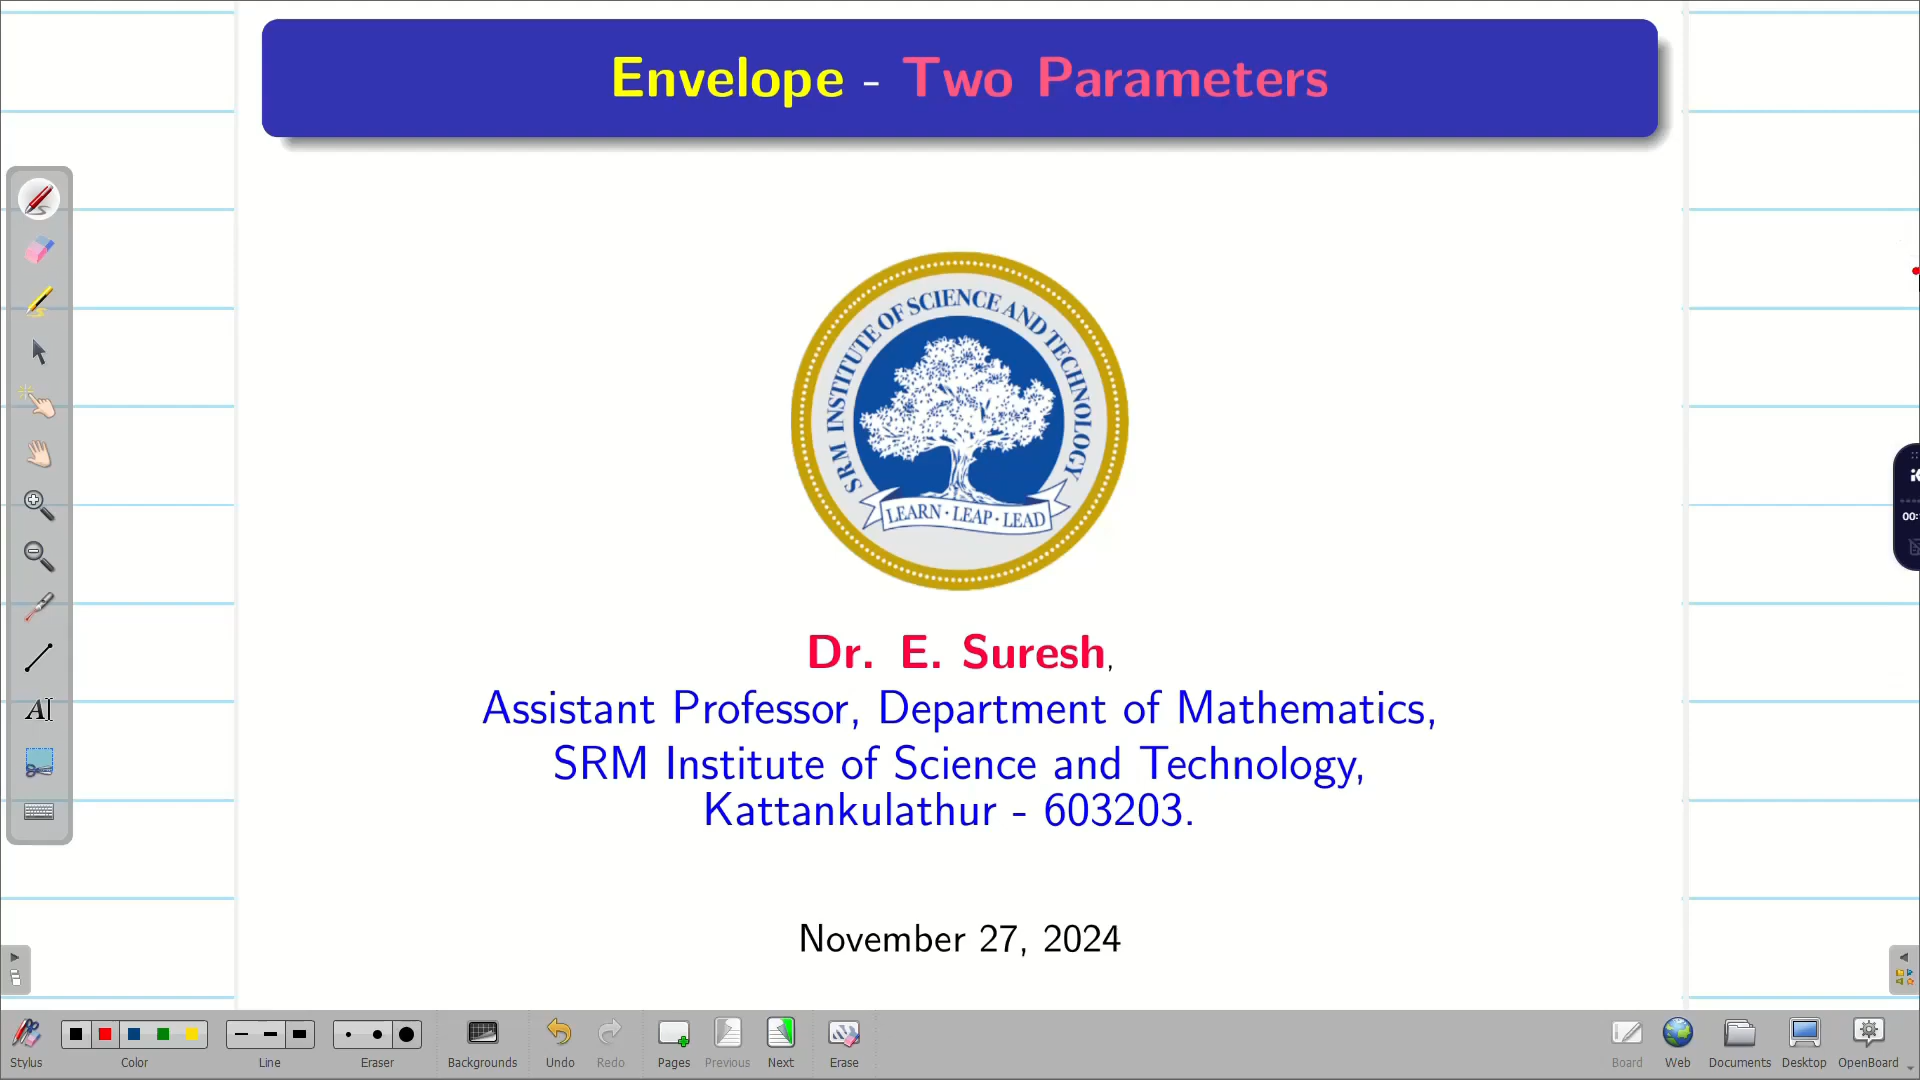 Envelope - Two Parameters
SRM INSTITUTE OF SCIENCE AND TECHNOLOGY
LEARN · LEAP · LEAD
Dr. E. Suresh,
Assistant Professor, Department of Mathematics,
SRM Institute of Science and Technology,
Kattankulathur - 603203.
November 27, 2024
AI
00:
Stylus Color Line Eraser Backgrounds Undo Redo Pages Previous Next Erase Board Web Documents Desktop OpenBoard